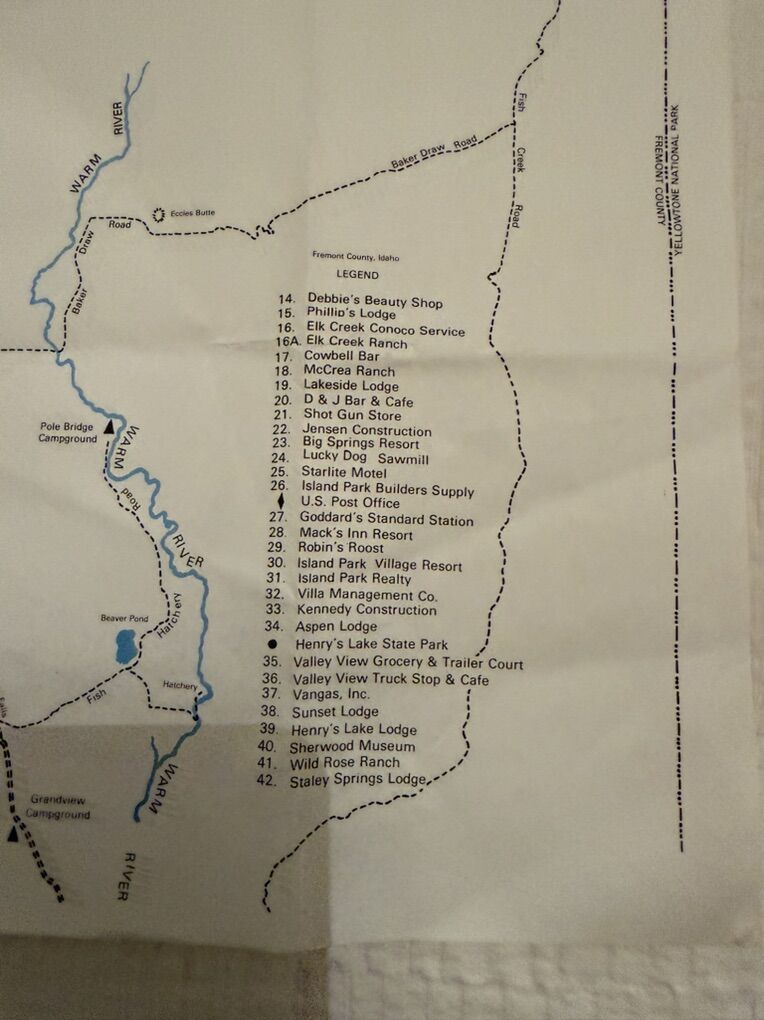 WARM RIVER
Fish Creek Road
Baker Draw Road
YELLOWTONE NATIONAL PARK
FREMONT COUNTY
Eccles Butte
Baker Draw Road
Fremont County, Idaho
LEGEND
14. Debbie's Beauty Shop
15. Phillip's Lodge
16. Elk Creek Conoco Service
16A. Elk Creek Ranch
17. Cowbell Bar
18. McCrea Ranch
19. Lakeside Lodge
20. D & J Bar & Cafe
21. Shot Gun Store
22. Jensen Construction
23. Big Springs Resort
24. Lucky Dog Sawmill
25. Starlite Motel
26. Island Park Builders Supply
U.S. Post Office
27. Goddard's Standard Station
28. Mack's Inn Resort
29. Robin's Roost
30. Island Park Village Resort
31. Island Park Realty
32. Villa Management Co.
33. Kennedy Construction
34. Aspen Lodge
Henry's Lake State Park
35. Valley View Grocery & Trailer Court
36. Valley View Truck Stop & Cafe
37. Vangas, Inc.
38. Sunset Lodge
39. Henry's Lake Lodge
40. Sherwood Museum
41. Wild Rose Ranch
42. Staley Springs Lodge
Pole Bridge
Campground
WARM RIVER
Fish Hatchery Road
Beaver Pond
Hatchery
Falls
Grandview
Campground
WARM RIVER